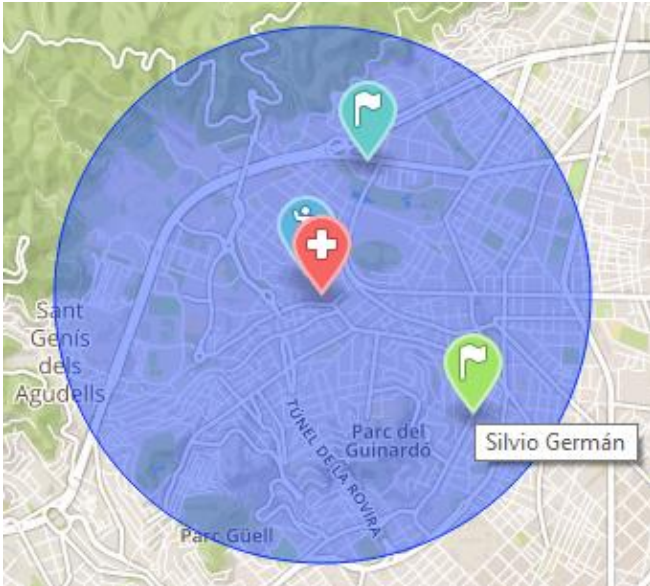 Sant
Genís
dels
Agudells
TÚNEL DE LA ROVIRA
Parc del
Guinardó
Silvio Germán
Parc Güell